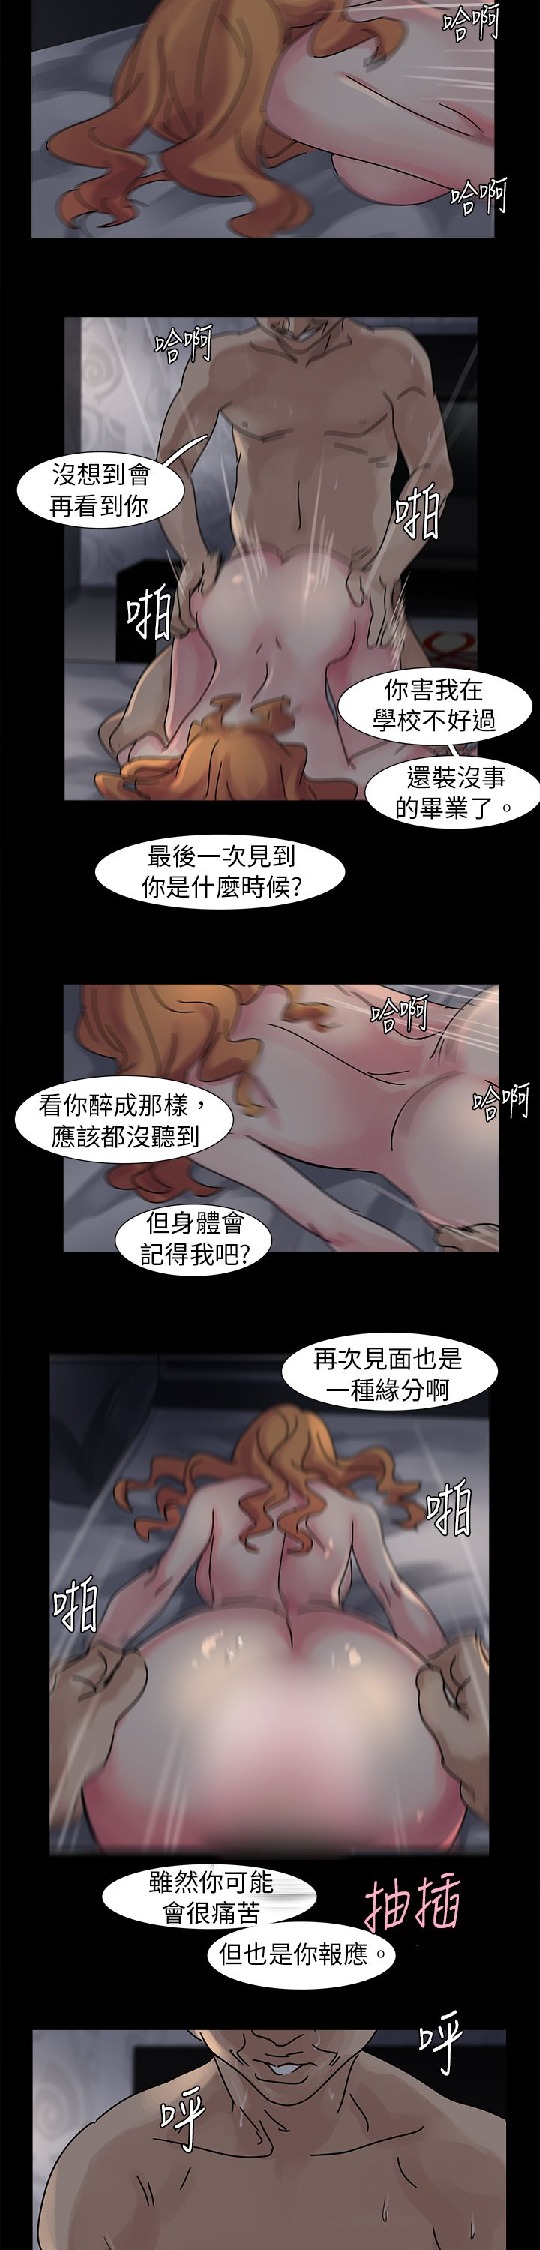 哈啊
哈啊
哈啊
沒想到會
再看到你
啪
啪
你害我在
學校不好過
還裝沒事
的畢業了。
最後一次見到
你是什麼時候?
哈啊
哈啊
看你醉成那樣，
應該都沒聽到
但身體會
記得我吧?
再次見面也是
一種緣分啊
啪
啪
雖然你可能
會很痛苦
抽插
但也是你報應。
呼
呼